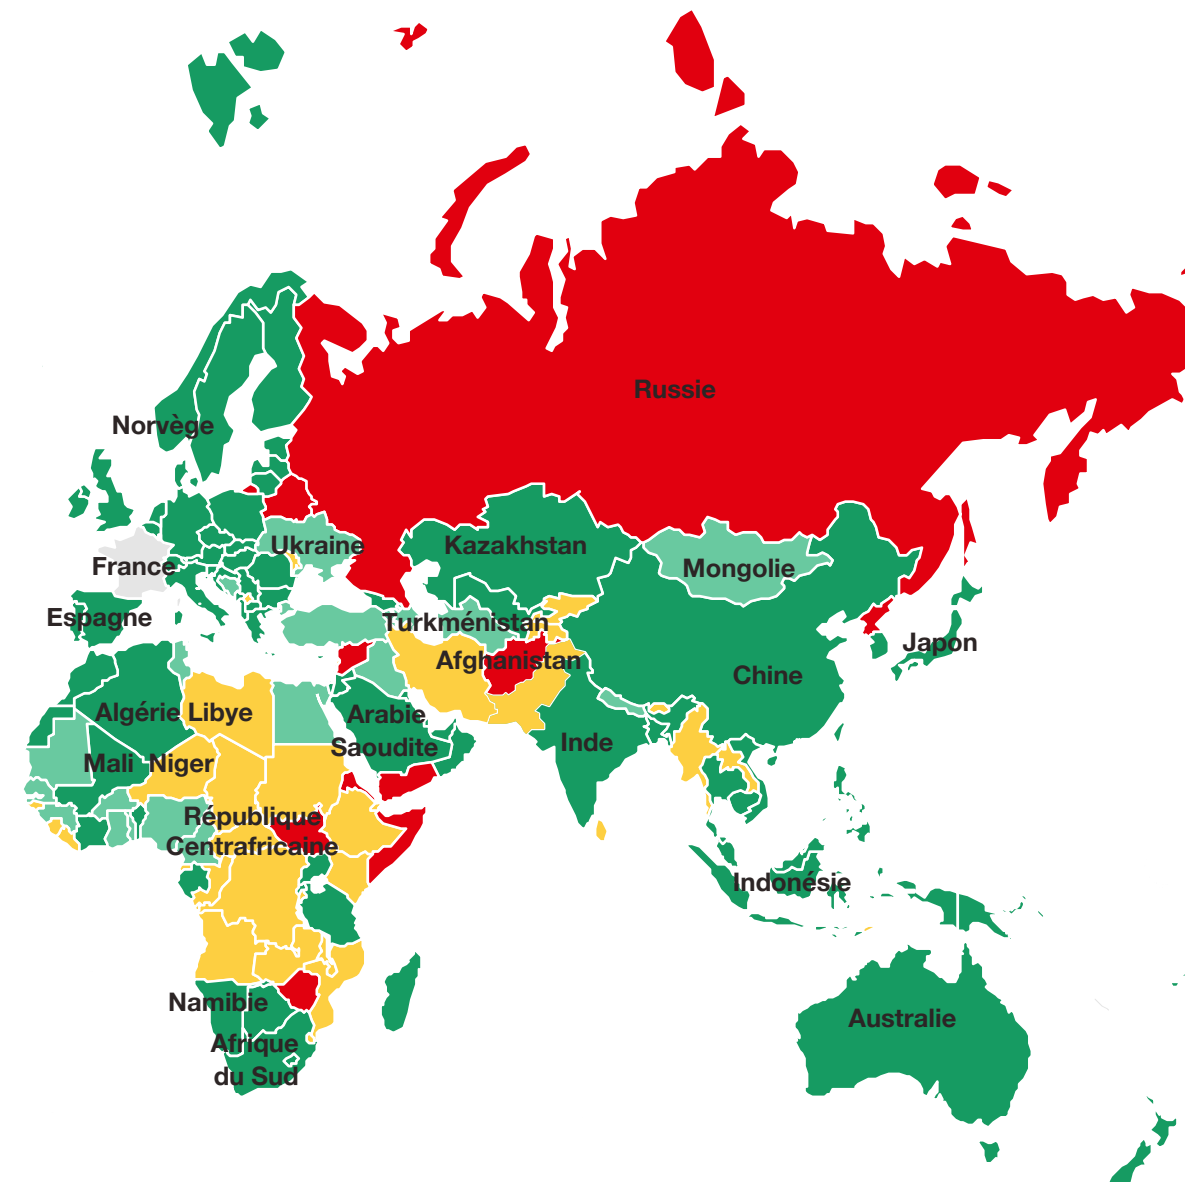 Russie
Norvège
Ukraine
Kazakhstan
France
Mongolie
Espagne
Turkménistan
Japon
Afghanistan
Chine
Algérie
Libye
Arabie
Saoudite
Inde
Mali
Niger
République
Centrafricaine
Indonésie
Namibie
Australie
Afrique
du Sud